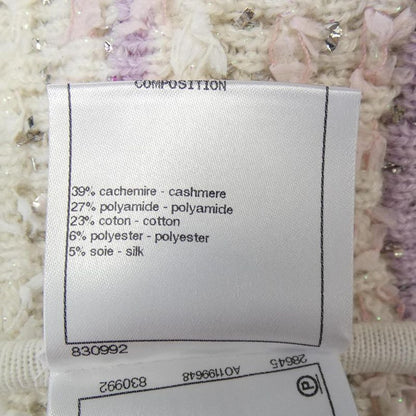 COMPOSITION
39% cachemire - cashmere
27% polyamide - polyamide
23% coton - cotton
6% polyester - polyester
5% soie - silk
830992
830992 AO1199648 28645
P